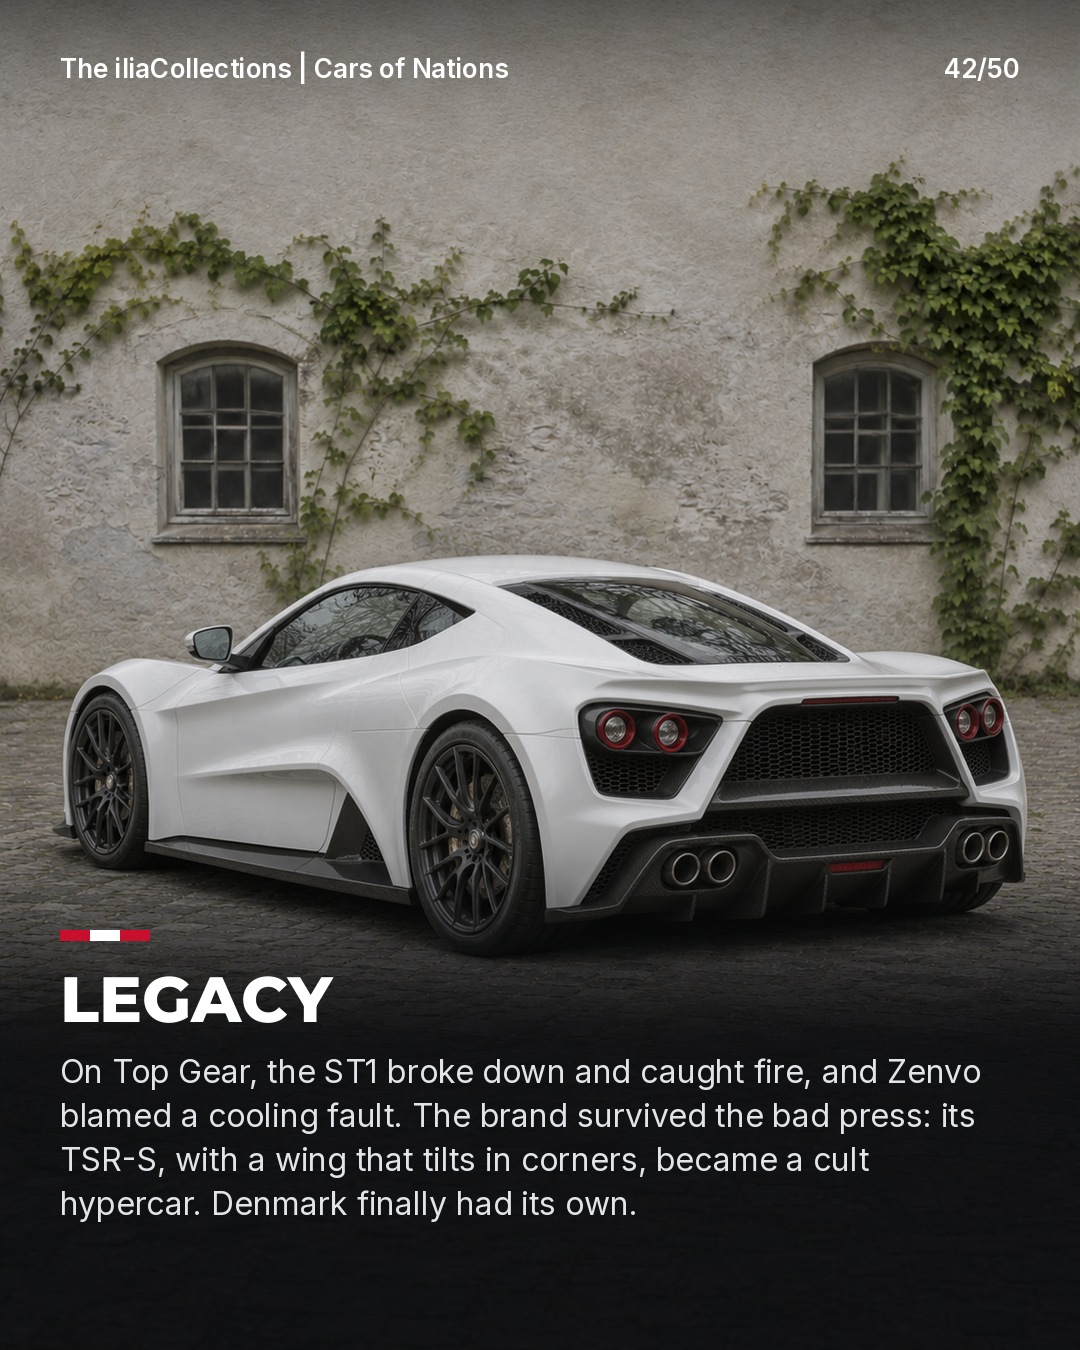 The iliaCollections | Cars of Nations
42/50
LEGACY
On Top Gear, the ST1 broke down and caught fire, and Zenvo
blamed a cooling fault. The brand survived the bad press: its
TSR-S, with a wing that tilts in corners, became a cult
hypercar. Denmark finally had its own.